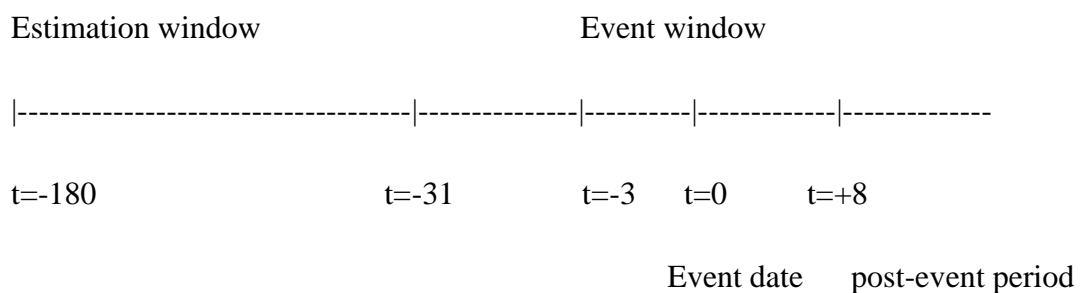 Estimation window Event window
|-------------------------------------|---------------|----------|-------------|--------------
t=-180 t=-31 t=-3 t=0 t=+8
Event date post-event period